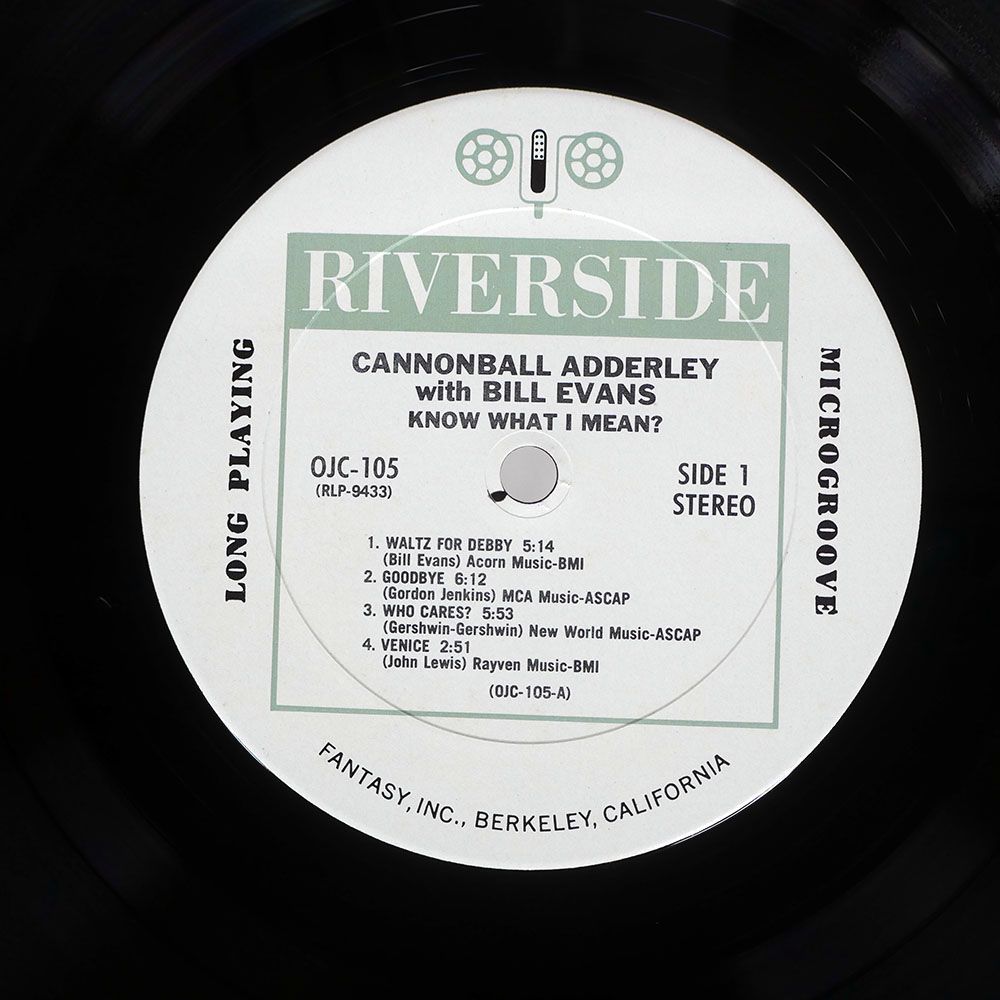 RIVERSIDE
CANNONBALL ADDERLEY
with BILL EVANS
KNOW WHAT I MEAN?
OJC-105
(RLP-9433)
SIDE 1
STEREO
LONG PLAYING
MICROGROOVE
1. WALTZ FOR DEBBY 5:14
(Bill Evans) Acorn Music-BMI
2. GOODBYE 6:12
(Gordon Jenkins) MCA Music-ASCAP
3. WHO CARES? 5:53
(Gershwin-Gershwin) New World Music-ASCAP
4. VENICE 2:51
(John Lewis) Rayven Music-BMI
(OJC-105-A)
FANTASY, INC., BERKELEY, CALIFORNIA